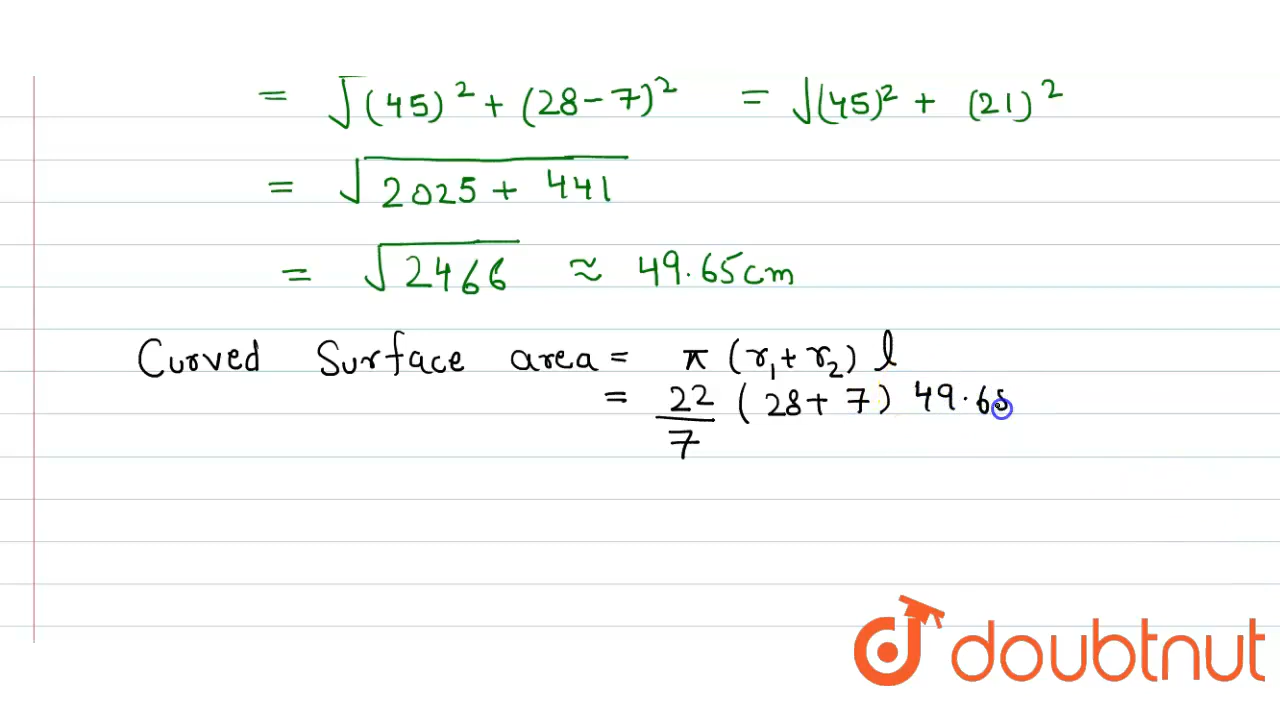 = √(45)² + (28-7)² = √(45)² + (21)²
= √2025 + 441
= √2466 ≈ 49.65cm
Curved Surface area = π (r₁+ r₂) l
= 22/7 (28+ 7) 49.65
doubtnut